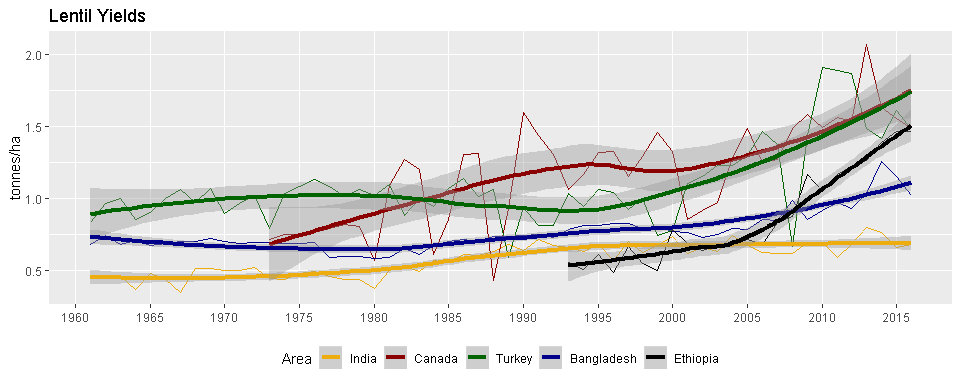 Lentil Yields
tonnes/ha
2.0
1.5
1.0
0.5
1960 1965 1970 1975 1980 1985 1990 1995 2000 2005 2010 2015
Area India Canada Turkey Bangladesh Ethiopia